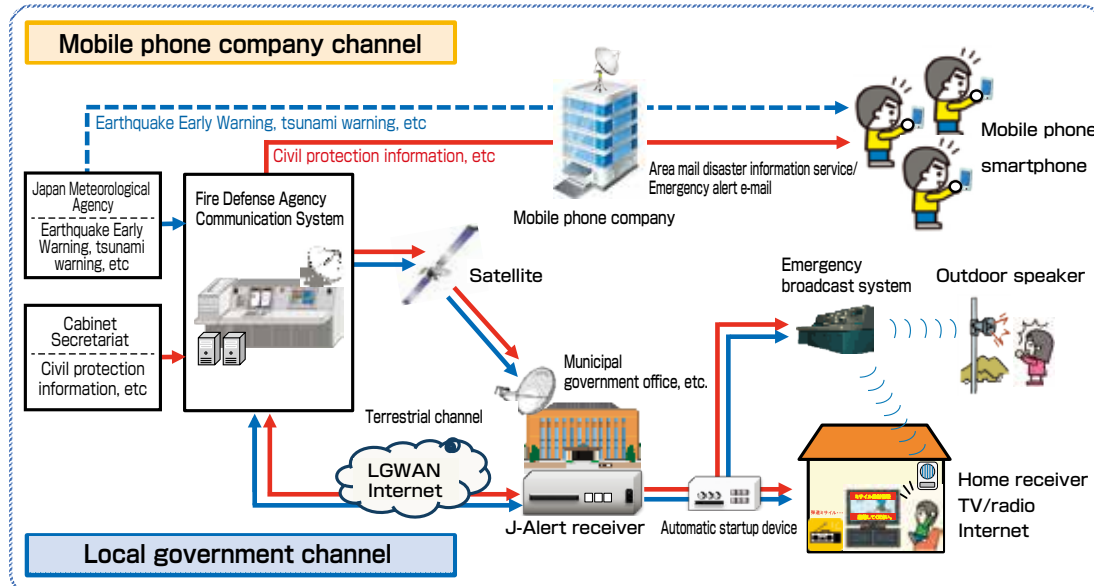 Mobile phone company channel
Earthquake Early Warning, tsunami warning, etc
Civil protection information, etc
Area mail disaster information service/
Emergency alert e-mail
Mobile phone company
Mobile phone
smartphone
Japan Meteorological
Agency
Earthquake Early
Warning, tsunami
warning, etc
Fire Defense Agency
Communication System
Cabinet
Secretariat
Civil protection
information, etc
Satellite
Emergency
broadcast system
Outdoor speaker
Municipal
government office, etc.
Terrestrial channel
LGWAN
Internet
J-Alert receiver
Automatic startup device
Home receiver
TV/radio
Internet
Local government channel